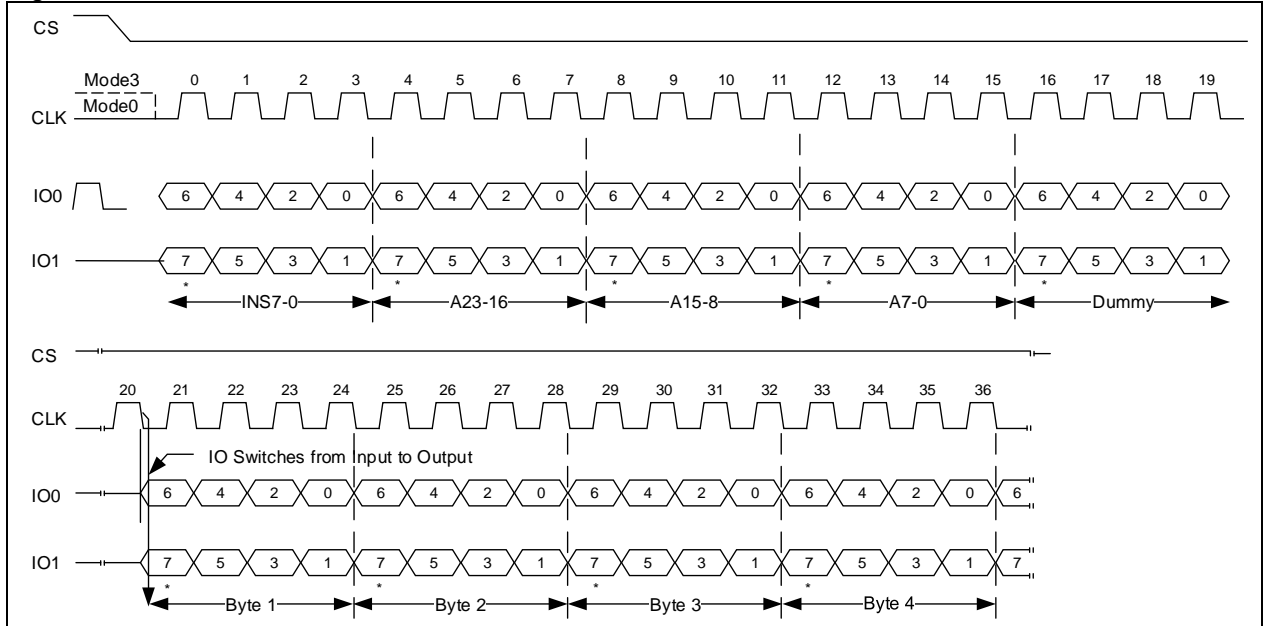 CS
Mode3 0 1 2 3 4 5 6 7 8 9 10 11 12 13 14 15 16 17 18 19
Mode0
CLK
IO0 6 4 2 0 6 4 2 0 6 4 2 0 6 4 2 0 6 4 2 0
IO1 7 5 3 1 7 5 3 1 7 5 3 1 7 5 3 1 7 5 3 1
* * * * *
INS7-0 A23-16 A15-8 A7-0 Dummy
CS
20 21 22 23 24 25 26 27 28 29 30 31 32 33 34 35 36
CLK
IO Switches from Input to Output
IO0 6 4 2 0 6 4 2 0 6 4 2 0 6 4 2 0 6
IO1 7 5 3 1 7 5 3 1 7 5 3 1 7 5 3 1 7
* * * *
Byte 1 Byte 2 Byte 3 Byte 4